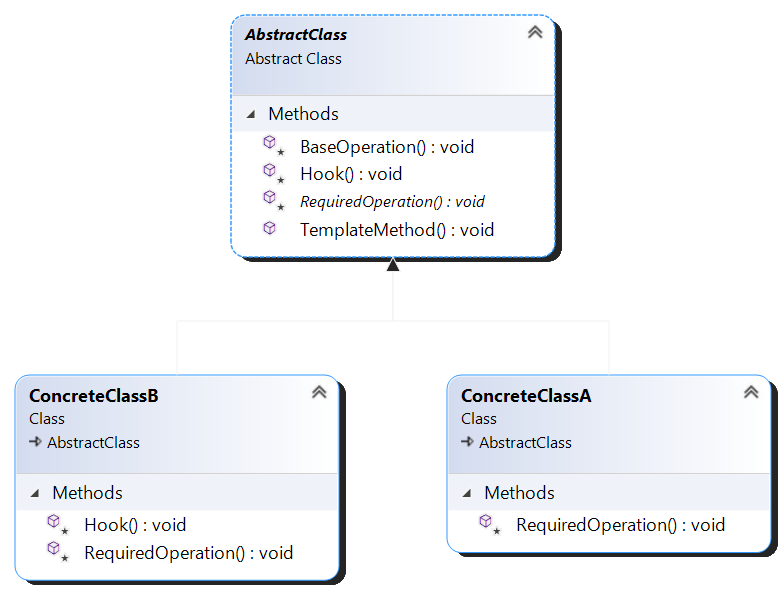 AbstractClass
Abstract Class
Methods
BaseOperation() : void
Hook() : void
RequiredOperation() : void
TemplateMethod() : void
ConcreteClassB
Class
AbstractClass
Methods
Hook() : void
RequiredOperation() : void
ConcreteClassA
Class
AbstractClass
Methods
RequiredOperation() : void